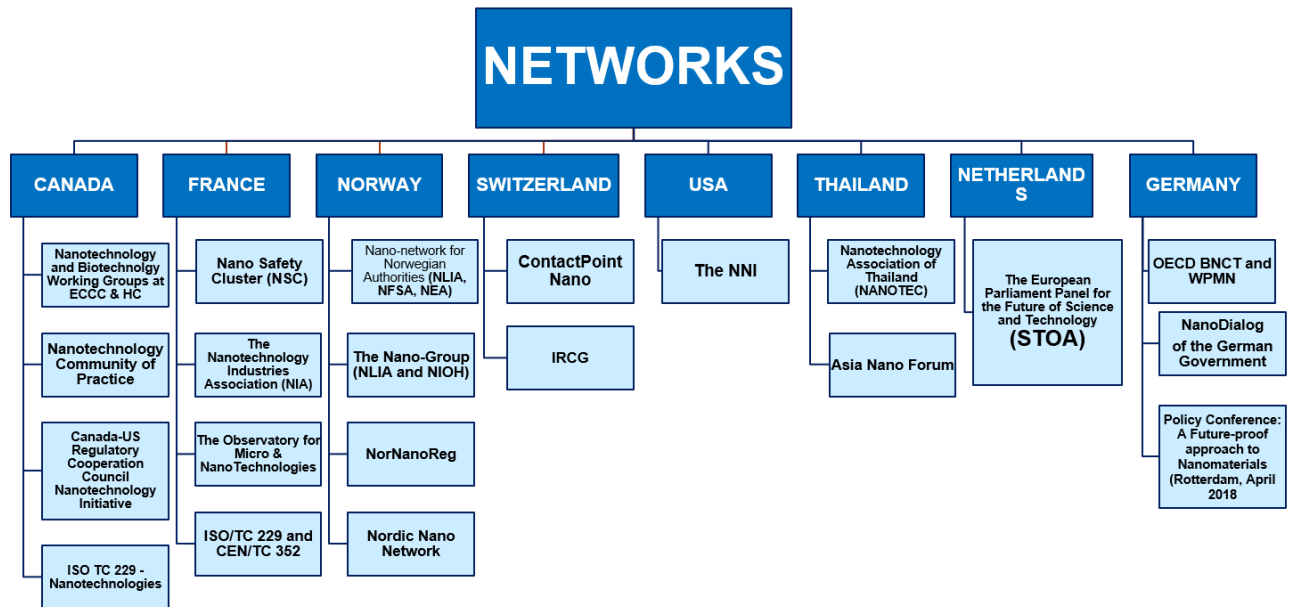 NETWORKS
CANADA
FRANCE
NORWAY
SWITZERLAND
USA
THAILAND
NETHERLAND
S
GERMANY
Nanotechnology
and Biotechnolgy
Working Groups at
ECCC & HC
Nanotechnology
Community of
Practice
Canada-US
Regulatory
Cooperation
Council
Nanotechnology
Initiative
ISO TC 229 -
Nanotechnologies
Nano Safety
Cluster (NSC)
The
Nanotechnology
Industries
Association (NIA)
The Observatory for
Micro &
NanoTechnologies
ISO/TC 229 and
CEN/TC 352
Nano-network for
Norwegian
Authorities (NLIA,
NFSA, NEA)
The Nano-Group
(NLIA and NIOH)
NorNanoReg
Nordic Nano
Network
ContactPoint
Nano
IRCG
The NNI
Nanotechnology
Association of
Thailand
(NANOTEC)
Asia Nano Forum
The European
Parliament Panel for
the Future of Science
and Technology
(STOA)
OECD BNCT and
WPMN
NanoDialog
of the German
Government
Policy Conference:
A Future-proof
approach to
Nanomaterials
(Rotterdam, April
2018